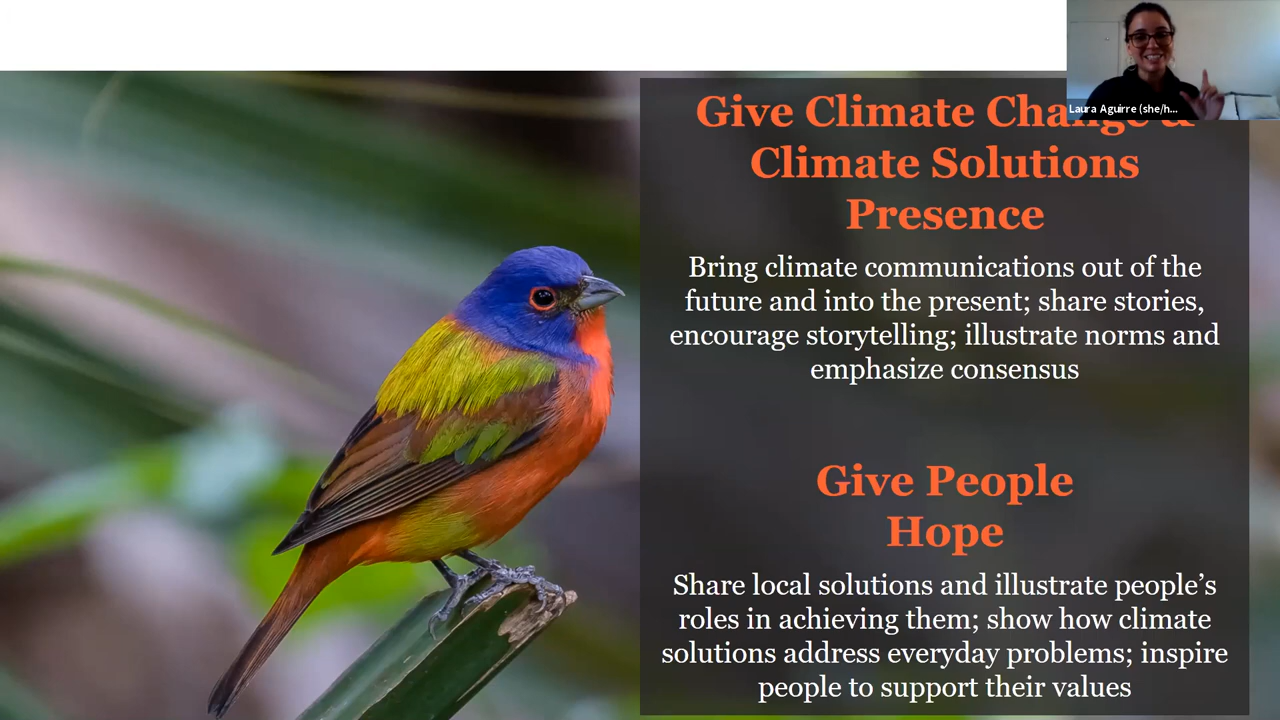 Give Climate Change &
Climate Solutions
Presence
Laura Aguirre (she/h...
Bring climate communications out of the
future and into the present; share stories,
encourage storytelling; illustrate norms and
emphasize consensus
Give People
Hope
Share local solutions and illustrate people’s
roles in achieving them; show how climate
solutions address everyday problems; inspire
people to support their values